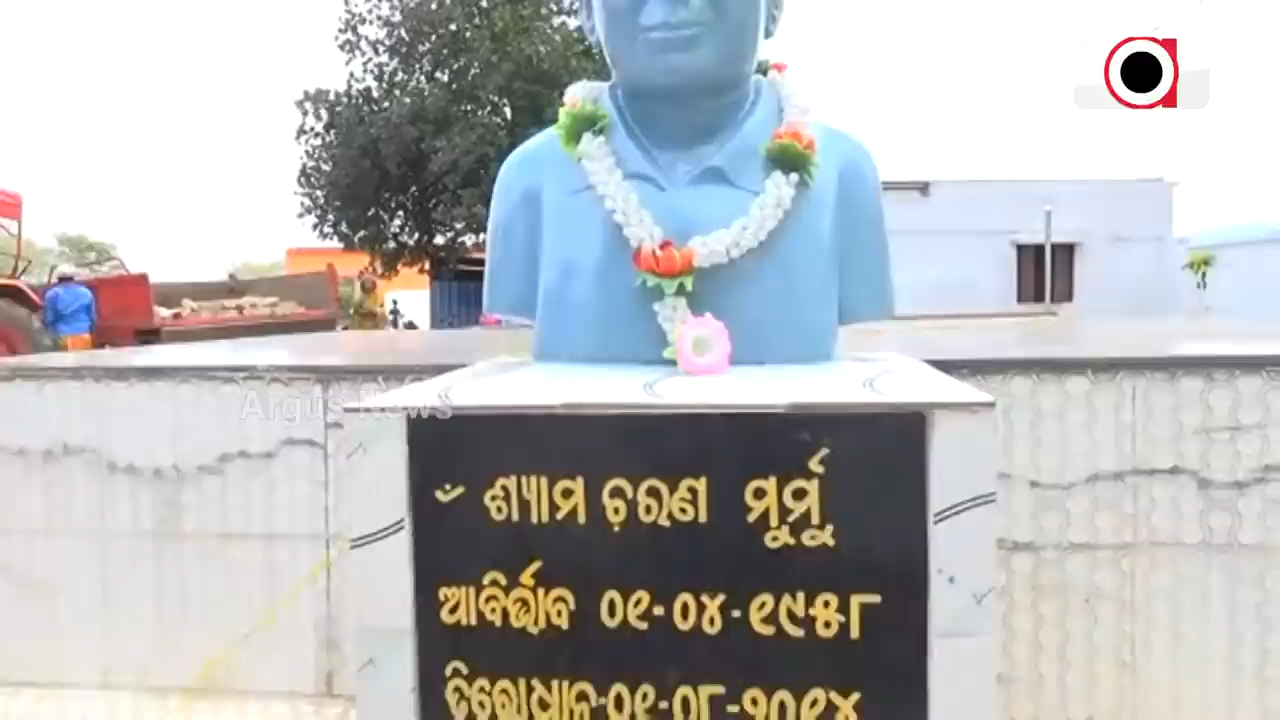 Argus News
ଁ ଶ୍ୟାମ ଚରଣ ମୁର୍ମୁ
ଆବିର୍ଭାବ ୦୧-୦୪-୧୯୫୮
ତିରୋଧାନ-୦୧-୦୮-୨୦୧୪